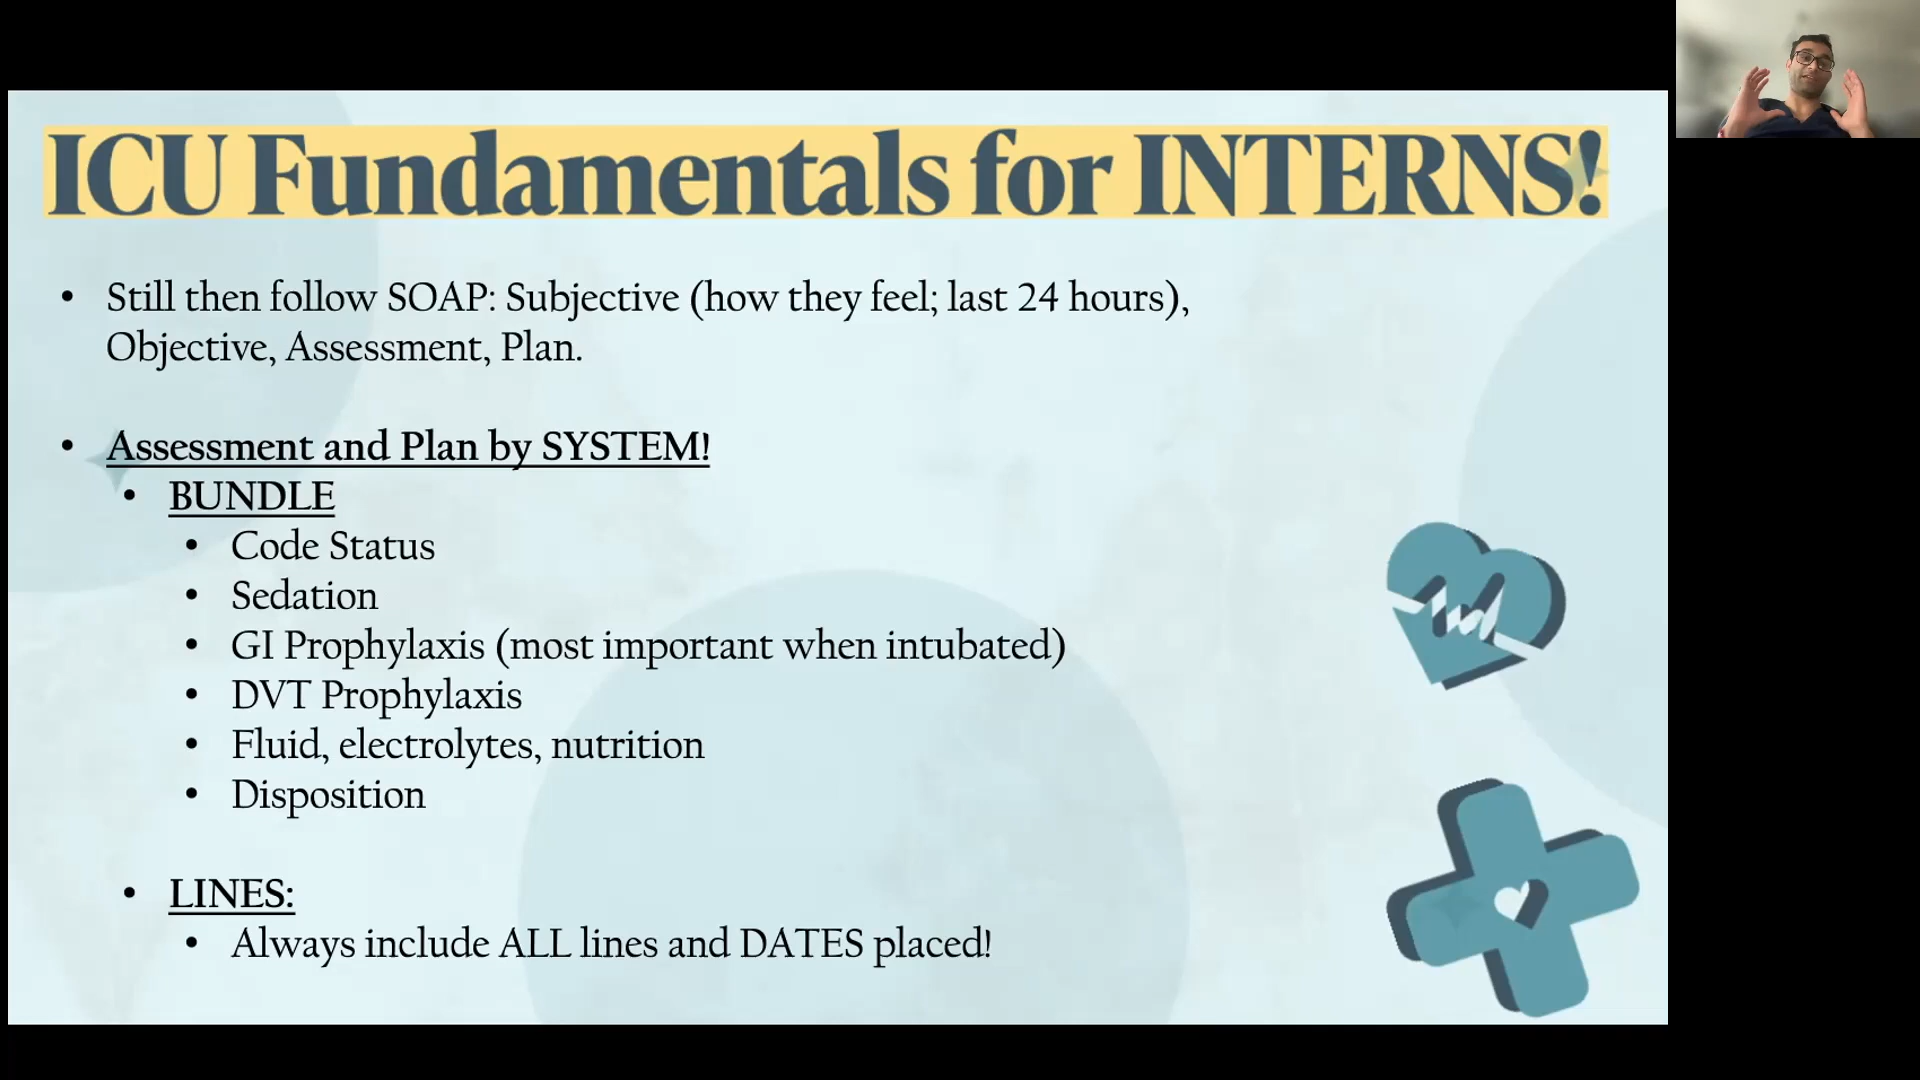 ICU Fundamentals for INTERNS!
• Still then follow SOAP: Subjective (how they feel; last 24 hours),
Objective, Assessment, Plan.
• Assessment and Plan by SYSTEM!
• BUNDLE
• Code Status
• Sedation
• GI Prophylaxis (most important when intubated)
• DVT Prophylaxis
• Fluid, electrolytes, nutrition
• Disposition
• LINES:
• Always include ALL lines and DATES placed!